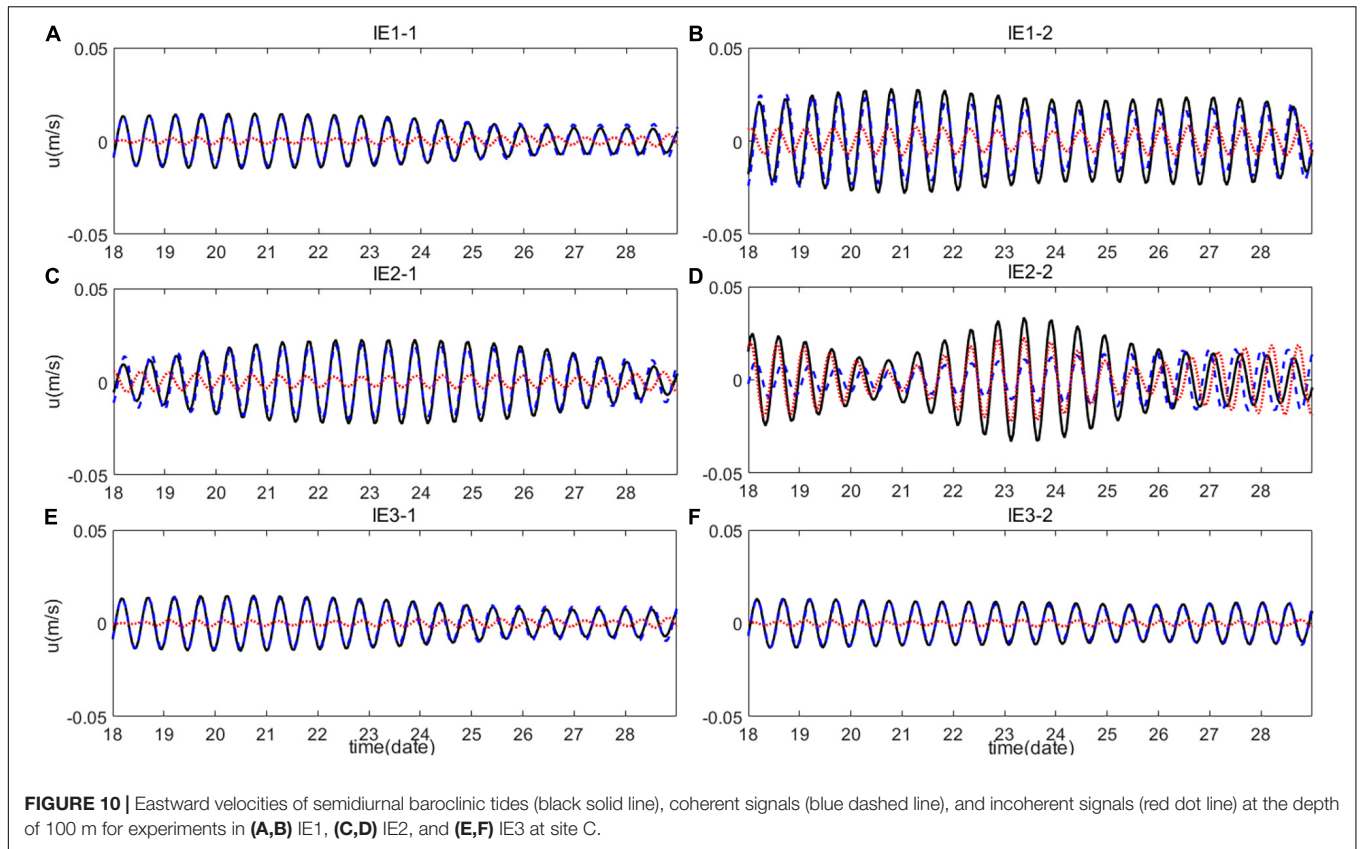 A
IE1-1
0.05
0
-0.05
u(m/s)
18 19 20 21 22 23 24 25 26 27 28
B
IE1-2
0.05
0
-0.05
u(m/s)
18 19 20 21 22 23 24 25 26 27 28
C
IE2-1
0.05
0
-0.05
u(m/s)
18 19 20 21 22 23 24 25 26 27 28
D
IE2-2
0.05
0
-0.05
u(m/s)
18 19 20 21 22 23 24 25 26 27 28
E
IE3-1
0.05
0
-0.05
u(m/s)
18 19 20 21 22 23 24 25 26 27 28
time(date)
F
IE3-2
0.05
0
-0.05
u(m/s)
18 19 20 21 22 23 24 25 26 27 28
time(date)
FIGURE 10 | Eastward velocities of semidiurnal baroclinic tides (black solid line), coherent signals (blue dashed line), and incoherent signals (red dot line) at the depth
of 100 m for experiments in (A,B) IE1, (C,D) IE2, and (E,F) IE3 at site C.